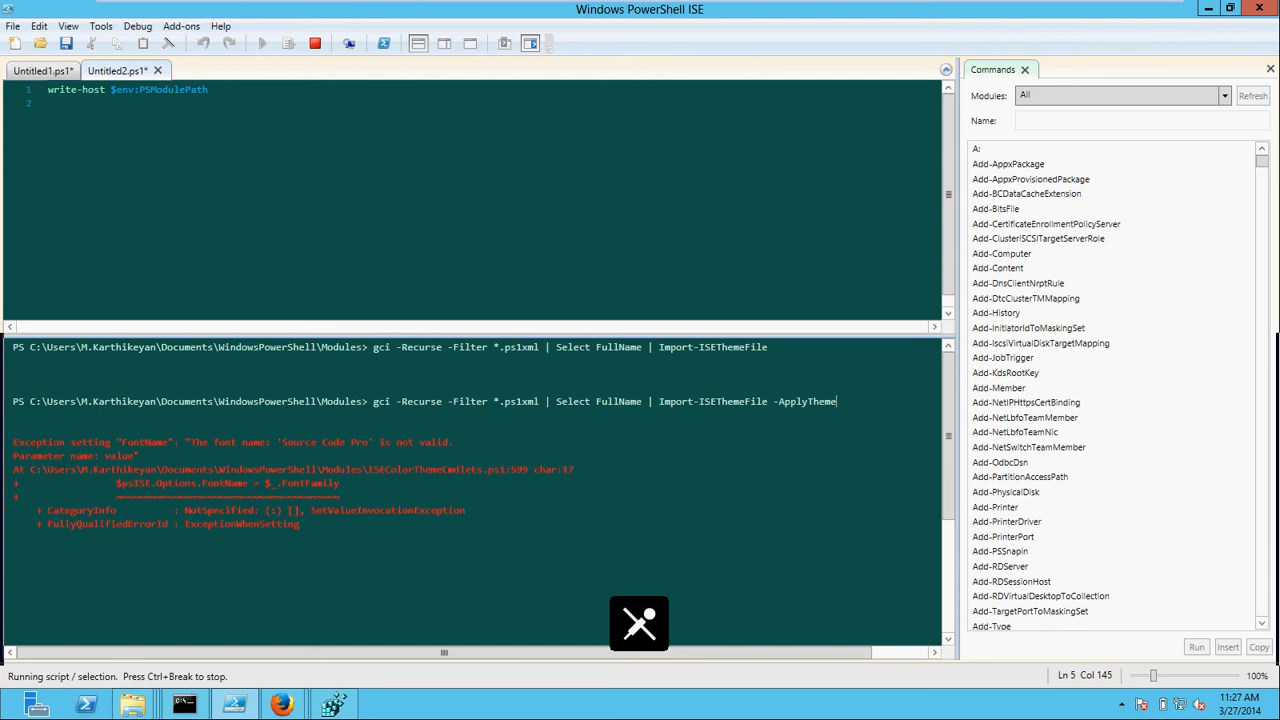 Windows PowerShell ISE
File Edit View Tools Debug Add-ons Help
Untitled1.ps1* Untitled2.ps1*
1 write-host $env:PSModulePath
2
PS C:\Users\M.Karthikeyan\Documents\WindowsPowerShell\Modules> gci -Recurse -Filter *.ps1xml | Select FullName | Import-ISEThemeFile
PS C:\Users\M.Karthikeyan\Documents\WindowsPowerShell\Modules> gci -Recurse -Filter *.ps1xml | Select FullName | Import-ISEThemeFile -ApplyTheme
Exception setting "FontName": "The font name: 'Source Code Pro' is not valid.
Parameter name: value"
At C:\Users\M.Karthikeyan\Documents\WindowsPowerShell\Modules\ISEColorThemeCmdlets.ps1:599 char:17
+ $psISE.Options.FontName = $_.FontFamily
+ ~~~~~~~~~~~~~~~~~~~~~~~~~~~~~~~~~~~~~~~
+ CategoryInfo : NotSpecified: (:) [], SetValueInvocationException
+ FullyQualifiedErrorId : ExceptionWhenSetting
Commands
Modules: All Refresh
Name:
A:
Add-AppxPackage
Add-AppxProvisionedPackage
Add-BCDataCacheExtension
Add-BitsFile
Add-CertificateEnrollmentPolicyServer
Add-ClusteriSCSITargetServerRole
Add-Computer
Add-Content
Add-DnsClientNrptRule
Add-DtcClusterTMMapping
Add-History
Add-InitiatorIdToMaskingSet
Add-IscsiVirtualDiskTargetMapping
Add-JobTrigger
Add-KdsRootKey
Add-Member
Add-NetIPHttpsCertBinding
Add-NetLbfoTeamMember
Add-NetLbfoTeamNic
Add-NetSwitchTeamMember
Add-OdbcDsn
Add-PartitionAccessPath
Add-PhysicalDisk
Add-Printer
Add-PrinterDriver
Add-PrinterPort
Add-PSSnapin
Add-RDServer
Add-RDSessionHost
Add-RDVirtualDesktopToCollection
Add-TargetPortToMaskingSet
Add-Type
Run Insert Copy
Running script / selection. Press Ctrl+Break to stop.
Ln 5 Col 145 100%
11:27 AM
3/27/2014